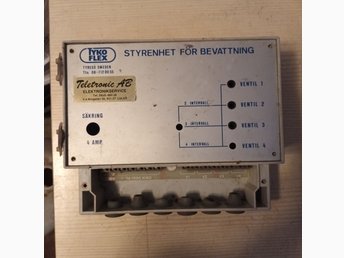 TYKO
FLEX
STYRENHET FÖR BEVATTNING
TYRESÖ SWEDEN
Teletronic AB
ELEKTRONIKSERVICE
SÄKRING
4 AMP
2 INTERVALL
3 INTERVALL
4 INTERVALL
VENTIL 1
VENTIL 2
VENTIL 3
VENTIL 4